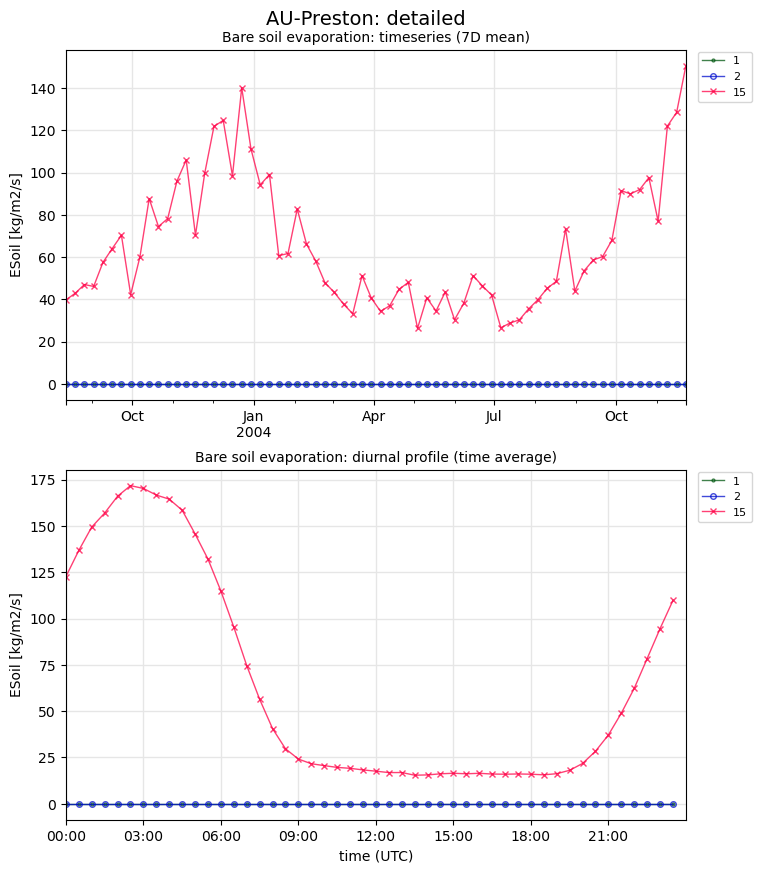 AU-Preston: detailed
Bare soil evaporation: timeseries (7D mean)
ESoil [kg/m2/s]
140
120
100
80
60
40
20
0
Oct
Jan
2004
Apr
Jul
Oct
1
2
15
Bare soil evaporation: diurnal profile (time average)
ESoil [kg/m2/s]
175
150
125
100
75
50
25
0
00:00
03:00
06:00
09:00
12:00
15:00
18:00
21:00
time (UTC)
1
2
15